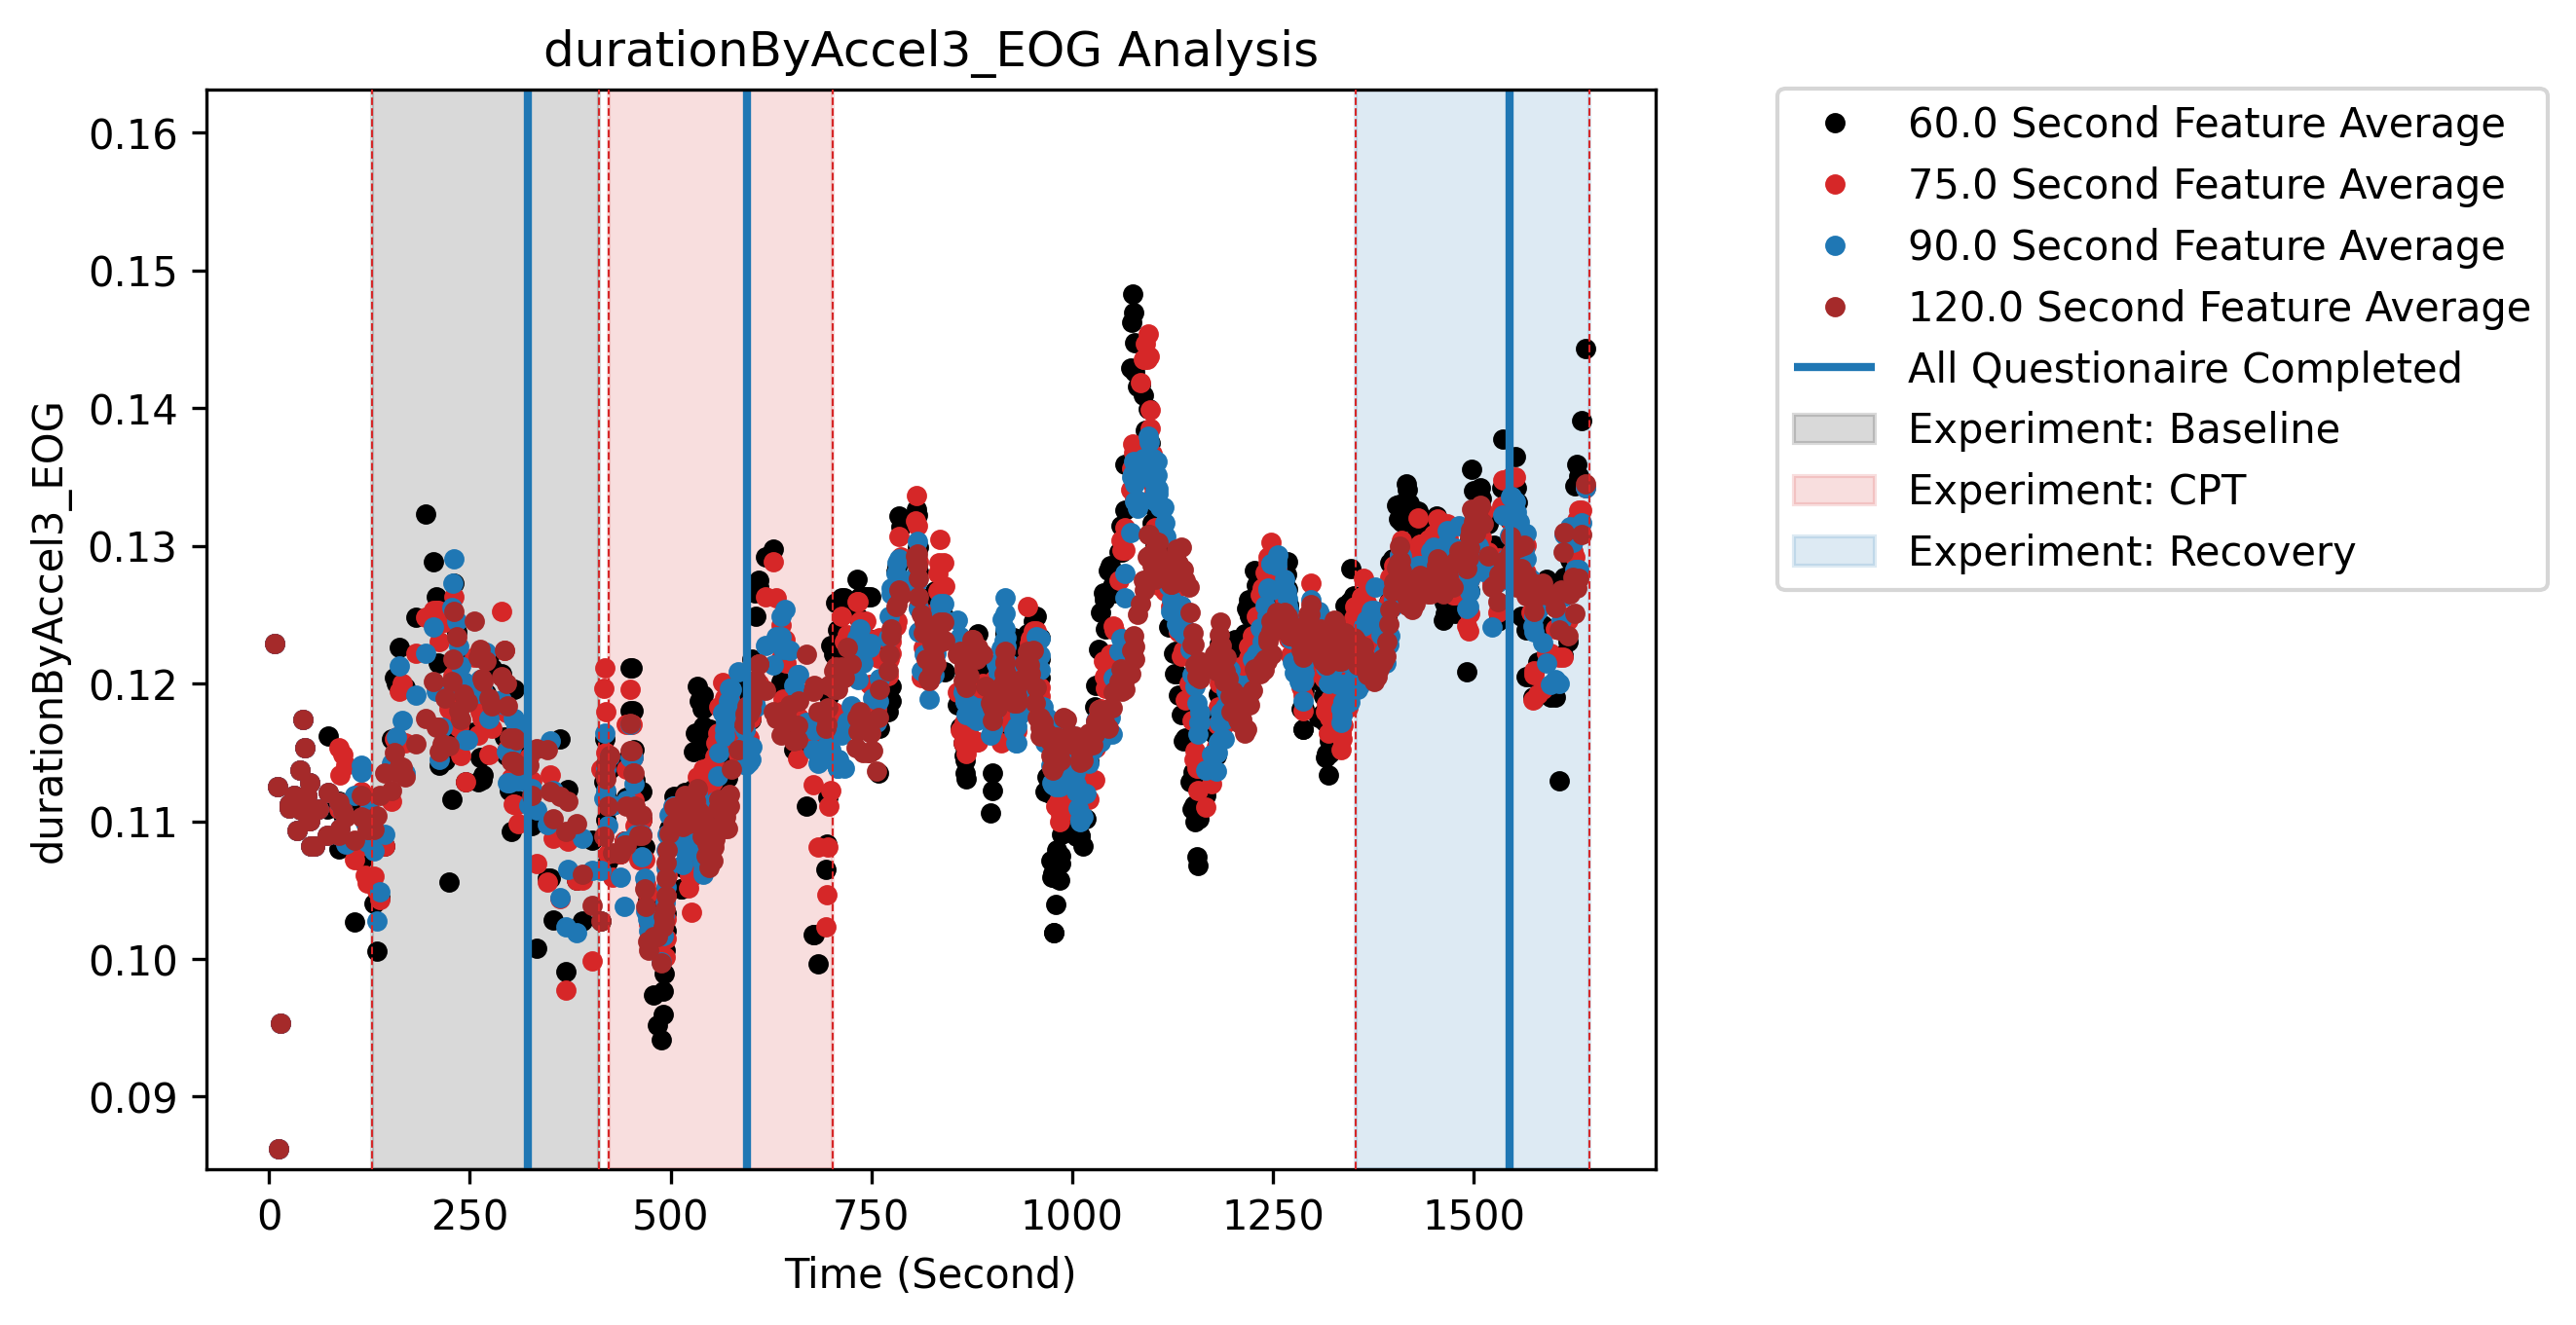 durationByAccel3_EOG Analysis
0.16
0.15
0.14
0.13
0.12
0.11
0.10
0.09
durationByAccel3_EOG
0
250
500
750
1000
1250
1500
Time (Second)
60.0 Second Feature Average
75.0 Second Feature Average
90.0 Second Feature Average
120.0 Second Feature Average
All Questionaire Completed
Experiment: Baseline
Experiment: CPT
Experiment: Recovery